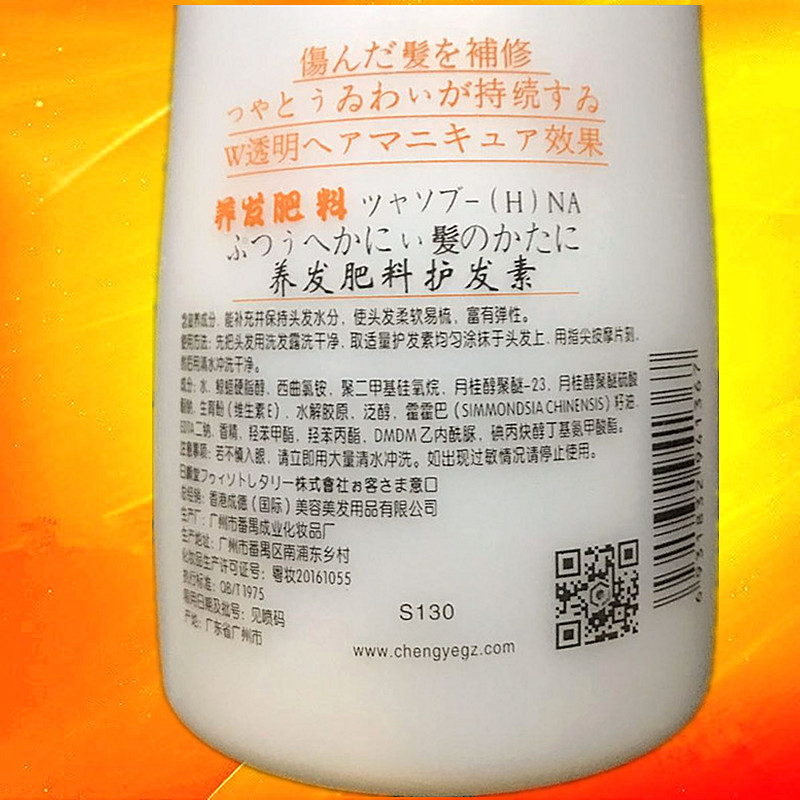 傷んだ髪を補修
つやとうゐわいが持続すゐ
W透明ヘアマニキュア効果
养发肥料 ツャソブー(H)NA
ふつうへかにい髪のかたに
养发肥料护发素
含滋养成分,能补充并保持头发水分,使头发柔软易梳,富有弹性。
使用方法:先把头发用洗发露洗干净,取适量护发素均匀涂抹于头发上,用指尖按摩片刻,
然后用清水冲洗干净。
成分:水、鲸蜡硬脂醇、西曲氯铵、聚二甲基硅氧烷、月桂醇聚醚-23、月桂醇聚醚硫酸
酯钠、生育酚(维生素E)、水解胶原、泛醇、霍霍巴(SIMMONDSIA CHINENSIS)籽油、
EDTA二钠、香精、羟苯甲酯、羟苯丙酯、DMDM乙内酰脲、碘丙炔醇丁基氨甲酸酯。
注意事项:若不慎入眼,请立即用大量清水冲洗。如出现过敏情况请停止使用。
日麟堂フゥィソトレタリー株式會社ぉ客さま意口
总经销:香港成德(国际)美容美发用品有限公司
生产厂:广州市番禺成业化妆品厂
生产地址:广州市番禺区南浦东乡村
化妆品生产许可证号:粤妆20161055
执行标准:QB/T1975
限用日期及批号:见喷码
产地:广东省广州市
S130
www.chengyegz.com
6931832961367